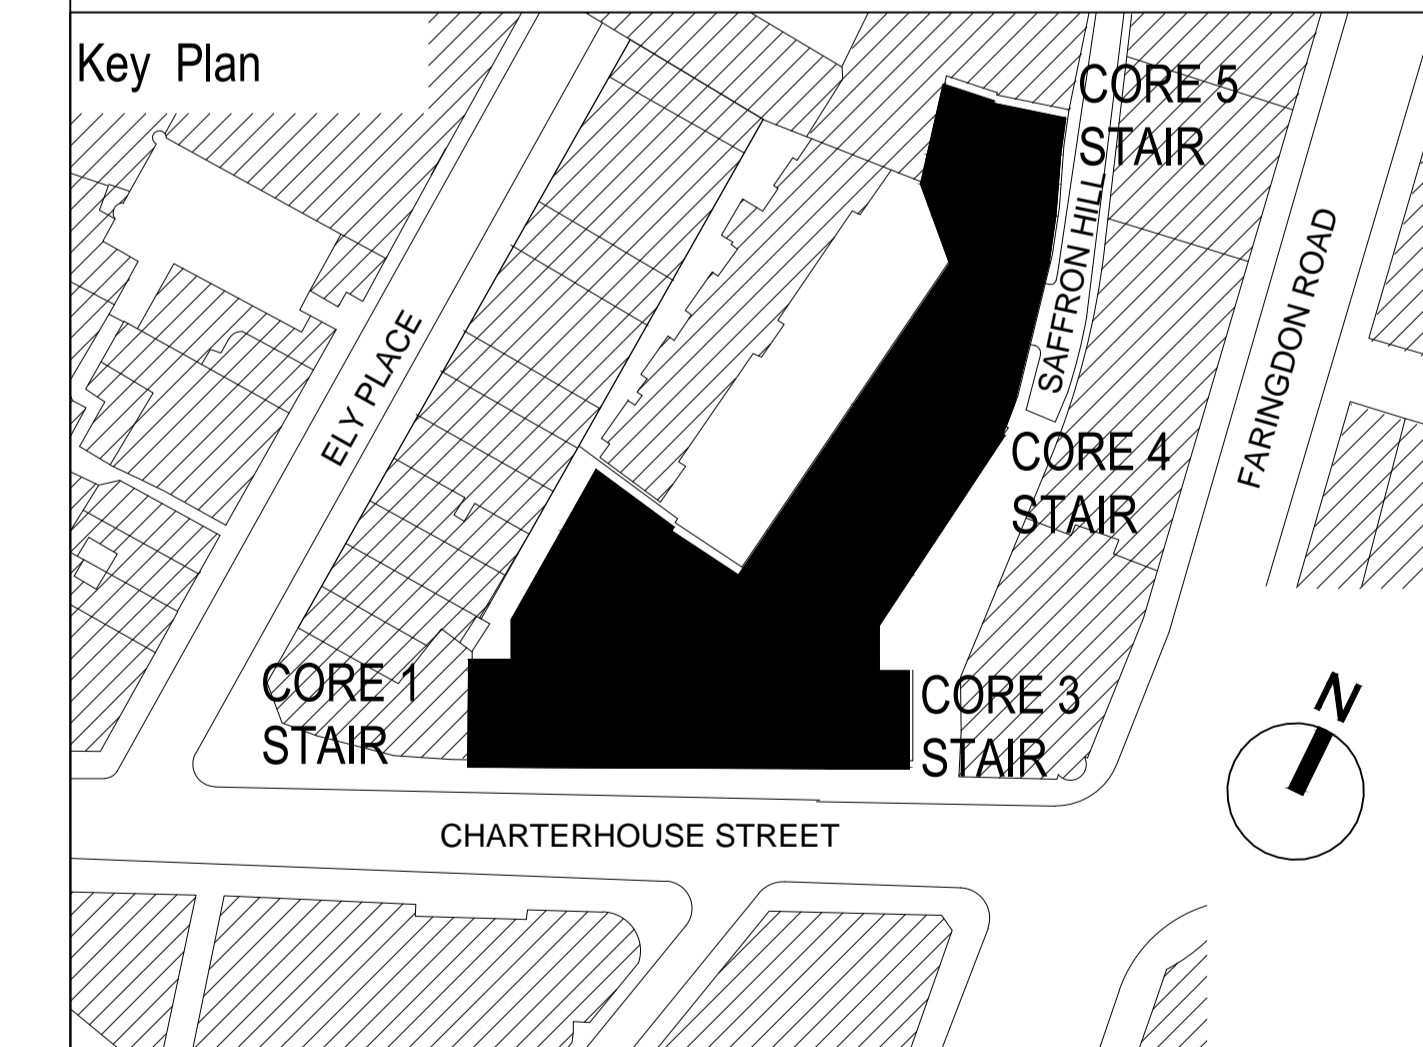 Key Plan
CORE 5
STAIR
SAFFRON HILL
FARINGDON ROAD
ELY PLACE
CORE 4
STAIR
CORE 1
STAIR
CORE 3
STAIR
N
CHARTERHOUSE STREET